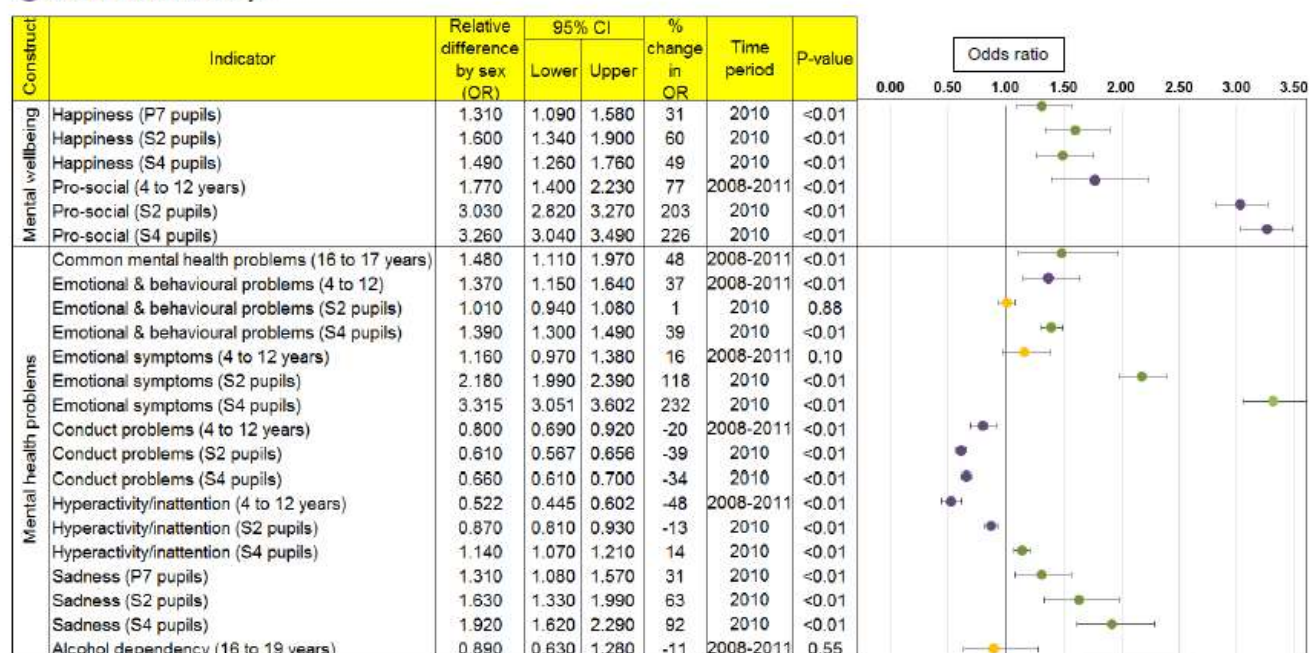 Construct
Indicator
Relative difference by sex (OR)
95% CI
Lower Upper
% change in OR
Time period
P-value
Odds ratio
0.00 0.50 1.00 1.50 2.00 2.50 3.00 3.50
Mental wellbeing
Happiness (P7 pupils) 1.310 1.090 1.580 31 2010 <0.01
Happiness (S2 pupils) 1.600 1.340 1.900 60 2010 <0.01
Happiness (S4 pupils) 1.490 1.260 1.760 49 2010 <0.01
Pro-social (4 to 12 years) 1.770 1.400 2.230 77 2008-2011 <0.01
Pro-social (S2 pupils) 3.030 2.820 3.270 203 2010 <0.01
Pro-social (S4 pupils) 3.260 3.040 3.490 226 2010 <0.01
Mental health problems
Common mental health problems (16 to 17 years) 1.480 1.110 1.970 48 2008-2011 <0.01
Emotional & behavioural problems (4 to 12) 1.370 1.150 1.640 37 2008-2011 <0.01
Emotional & behavioural problems (S2 pupils) 1.010 0.940 1.080 1 2010 0.88
Emotional & behavioural problems (S4 pupils) 1.390 1.300 1.490 39 2010 <0.01
Emotional symptoms (4 to 12 years) 1.160 0.970 1.380 16 2008-2011 0.10
Emotional symptoms (S2 pupils) 2.180 1.990 2.390 118 2010 <0.01
Emotional symptoms (S4 pupils) 3.315 3.051 3.602 232 2010 <0.01
Conduct problems (4 to 12 years) 0.800 0.690 0.920 -20 2008-2011 <0.01
Conduct problems (S2 pupils) 0.610 0.567 0.656 -39 2010 <0.01
Conduct problems (S4 pupils) 0.660 0.610 0.700 -34 2010 <0.01
Hyperactivity/inattention (4 to 12 years) 0.522 0.445 0.602 -48 2008-2011 <0.01
Hyperactivity/inattention (S2 pupils) 0.870 0.810 0.930 -13 2010 <0.01
Hyperactivity/inattention (S4 pupils) 1.140 1.070 1.210 14 2010 <0.01
Sadness (P7 pupils) 1.310 1.080 1.570 31 2010 <0.01
Sadness (S2 pupils) 1.630 1.330 1.990 63 2010 <0.01
Sadness (S4 pupils) 1.920 1.620 2.290 92 2010 <0.01
Alcohol dependency (16 to 19 years) 0.890 0.630 1.280 -11 2008-2011 0.55